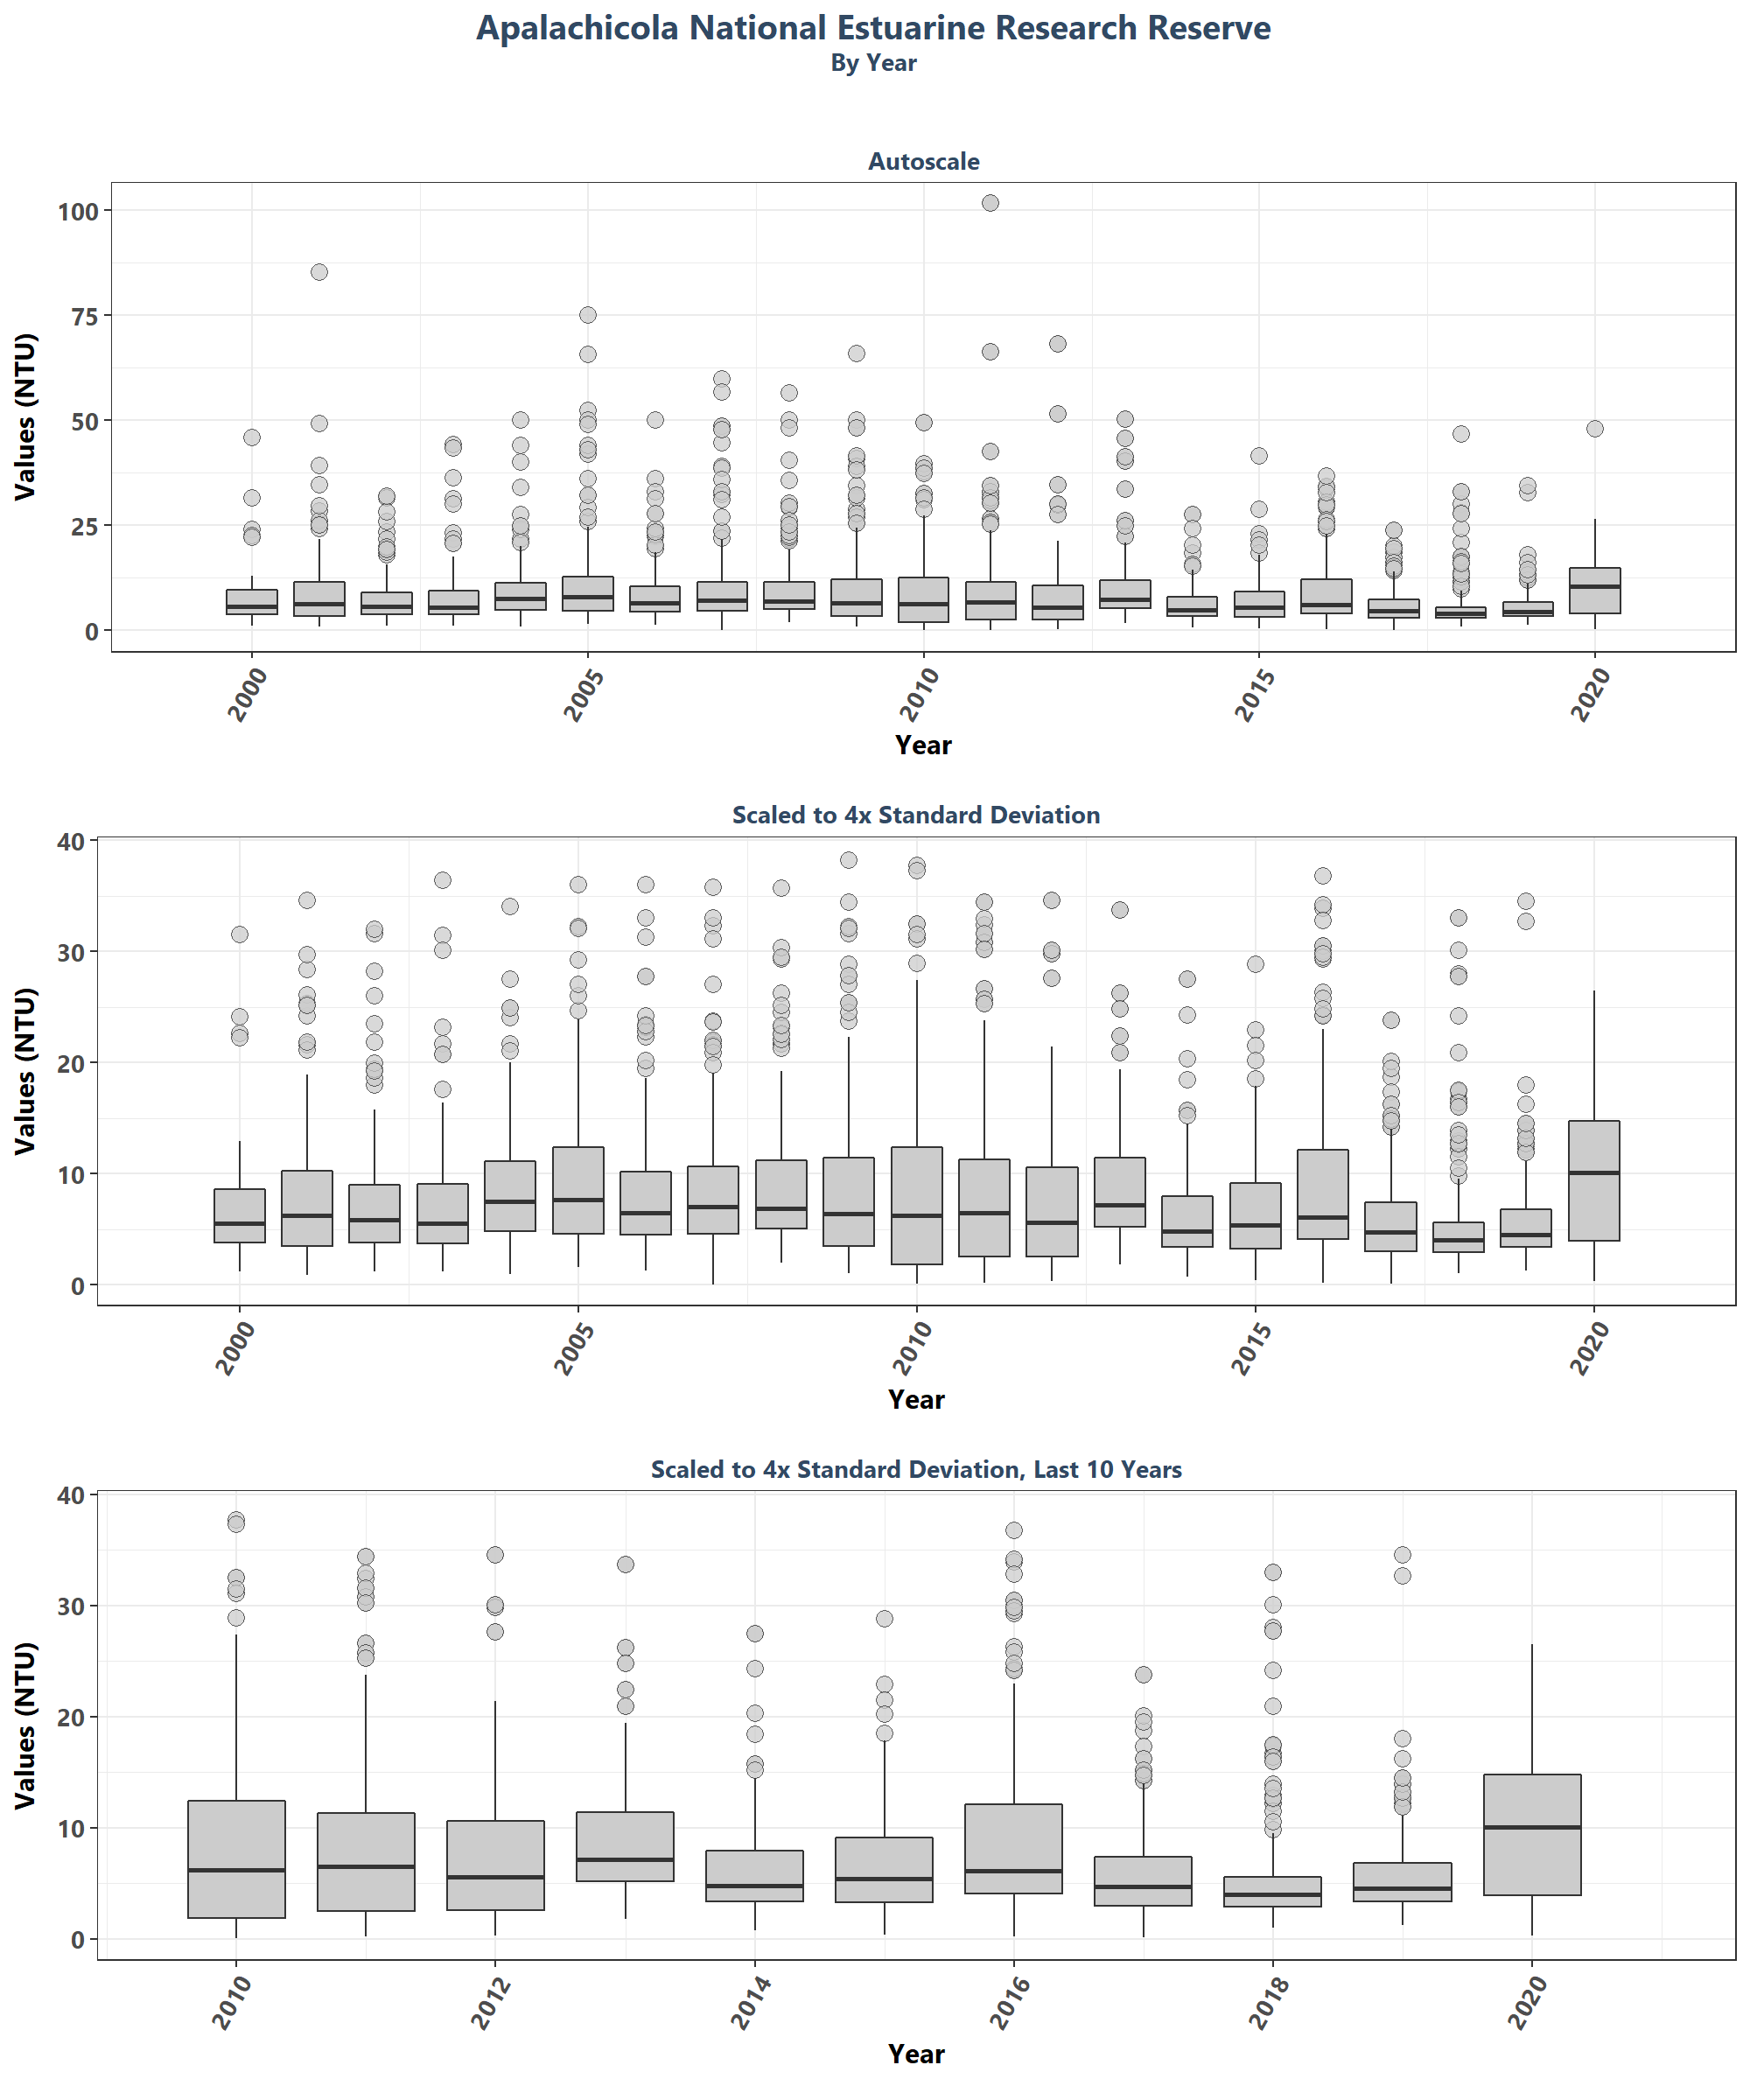 Apalachicola National Estuarine Research Reserve
By Year
Autoscale
Values (NTU)
100
75
50
25
0
2000
2005
2010
2015
2020
Year
Scaled to 4x Standard Deviation
Values (NTU)
40
30
20
10
0
2000
2005
2010
2015
2020
Year
Scaled to 4x Standard Deviation, Last 10 Years
Values (NTU)
40
30
20
10
0
2010
2012
2014
2016
2018
2020
Year